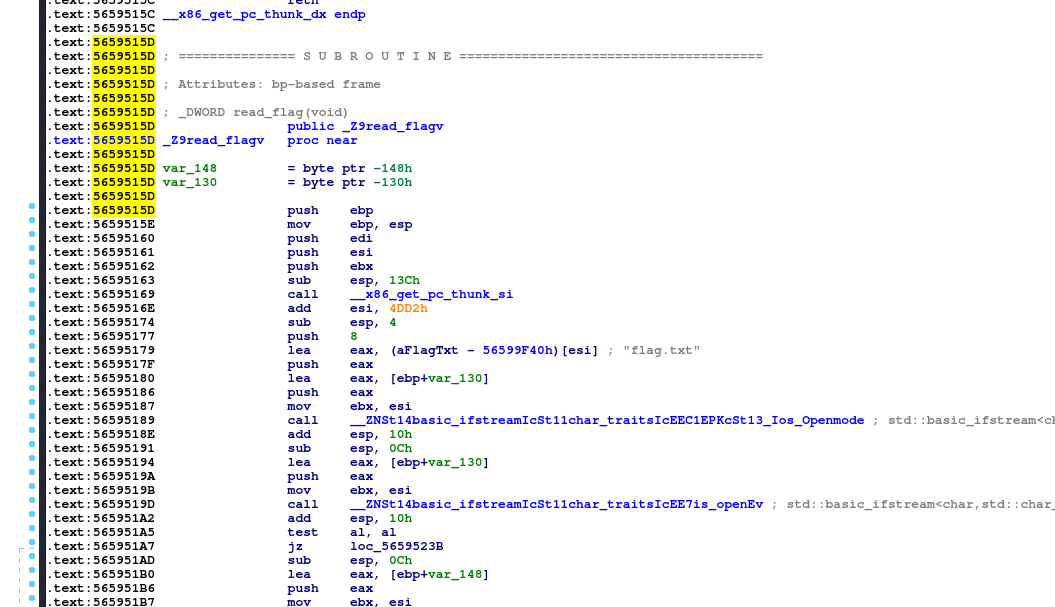 .text:5659515C retn
.text:5659515C __x86_get_pc_thunk_dx endp
.text:5659515C
.text:5659515D
.text:5659515D ; =============== S U B R O U T I N E =======================================
.text:5659515D
.text:5659515D ; Attributes: bp-based frame
.text:5659515D
.text:5659515D ; _DWORD read_flag(void)
.text:5659515D public _Z9read_flagv
.text:5659515D _Z9read_flagv proc near
.text:5659515D
.text:5659515D var_148 = byte ptr -148h
.text:5659515D var_130 = byte ptr -130h
.text:5659515D
.text:5659515D push ebp
.text:5659515E mov ebp, esp
.text:56595160 push edi
.text:56595161 push esi
.text:56595162 push ebx
.text:56595163 sub esp, 13Ch
.text:56595169 call __x86_get_pc_thunk_si
.text:5659516E add esi, 4DD2h
.text:56595174 sub esp, 4
.text:56595177 push 8
.text:56595179 lea eax, (aFlagTxt - 56599F40h)[esi] ; "flag.txt"
.text:5659517F push eax
.text:56595180 lea eax, [ebp+var_130]
.text:56595186 push eax
.text:56595187 mov ebx, esi
.text:56595189 call __ZNSt14basic_ifstreamIcSt11char_traitsIcEEC1EPKcSt13_Ios_Openmode ; std::basic_ifstream<ch
.text:5659518E add esp, 10h
.text:56595191 sub esp, 0Ch
.text:56595194 lea eax, [ebp+var_130]
.text:5659519A push eax
.text:5659519B mov ebx, esi
.text:5659519D call __ZNSt14basic_ifstreamIcSt11char_traitsIcEE7is_openEv ; std::basic_ifstream<char,std::char_
.text:565951A2 add esp, 10h
.text:565951A5 test al, al
.text:565951A7 jz loc_5659523B
.text:565951AD sub esp, 0Ch
.text:565951B0 lea eax, [ebp+var_148]
.text:565951B6 push eax
.text:565951B7 mov ebx, esi